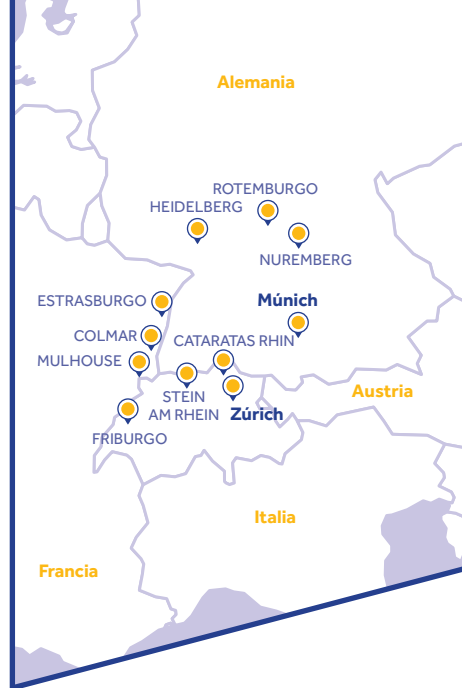 Alemania
ROTEMBURGO
HEIDELBERG
NUREMBERG
ESTRASBURGO
Múnich
COLMAR
CATARATAS RHIN
MULHOUSE
Austria
STEIN
AM RHEIN
Zúrich
FRIBURGO
Italia
Francia